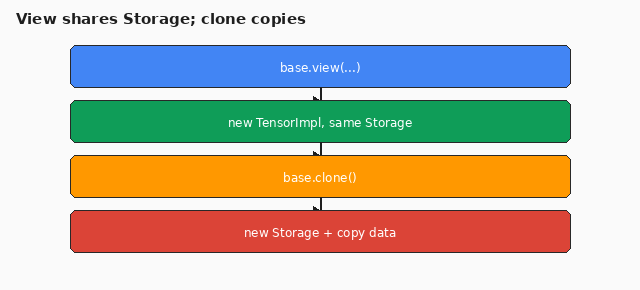 View shares Storage; clone copies
base.view(...)
new TensorImpl, same Storage
base.clone()
new Storage + copy data